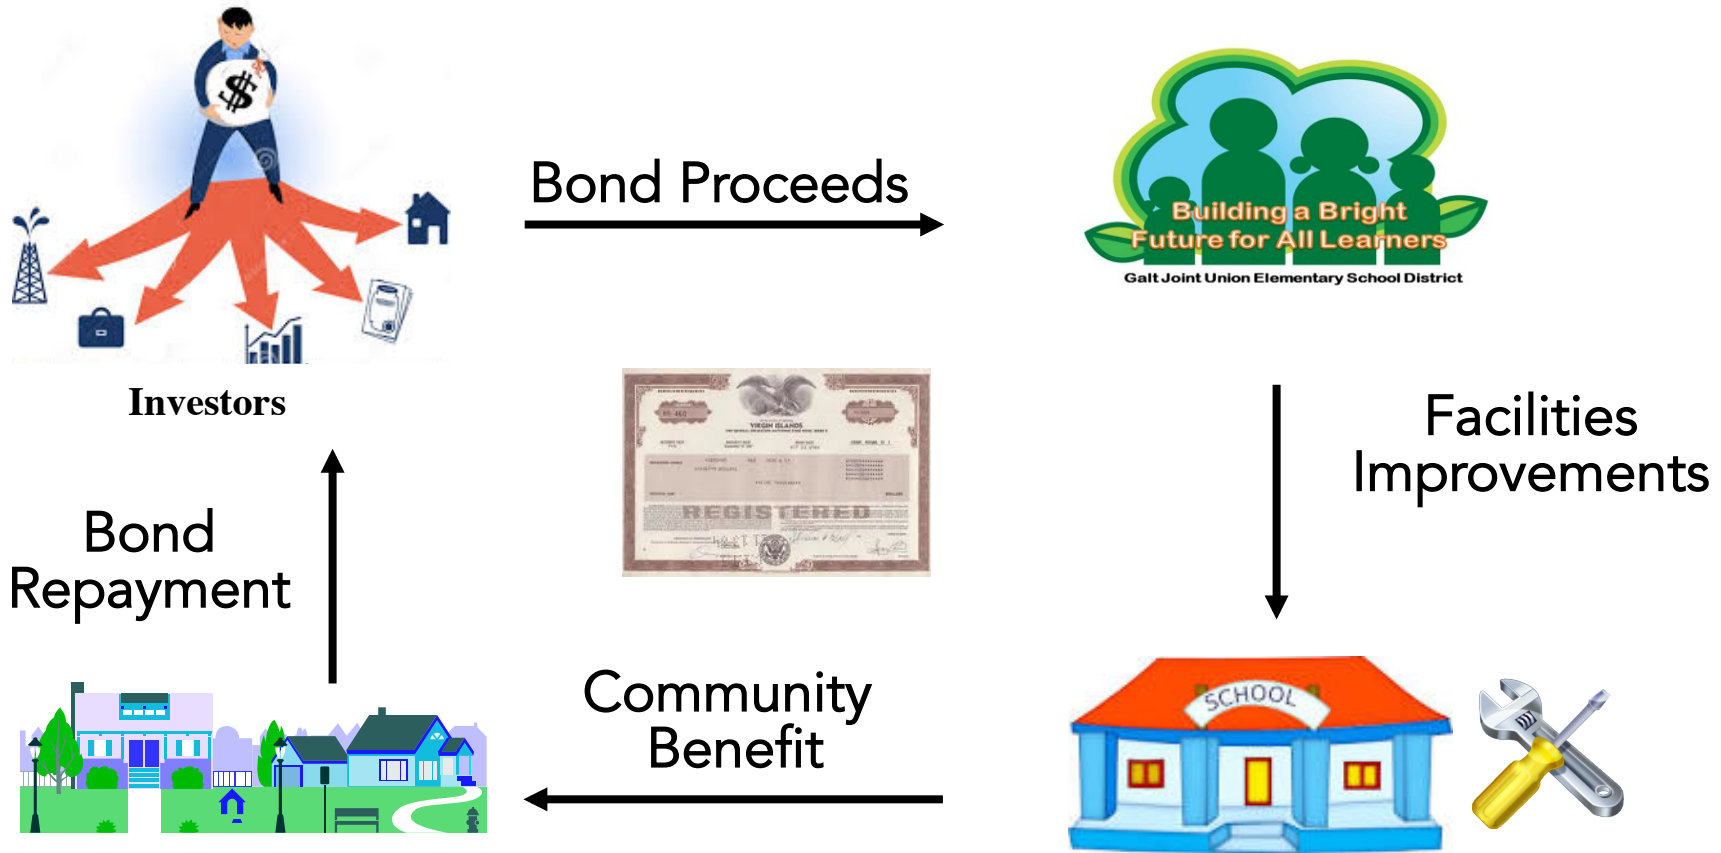 $
Bond Proceeds
Building a Bright
Future for All Learners
Galt Joint Union Elementary School District
Investors
VIRGIN ISLANDS
REGISTERED
Facilities
Improvements
Bond
Repayment
Community
Benefit
SCHOOL